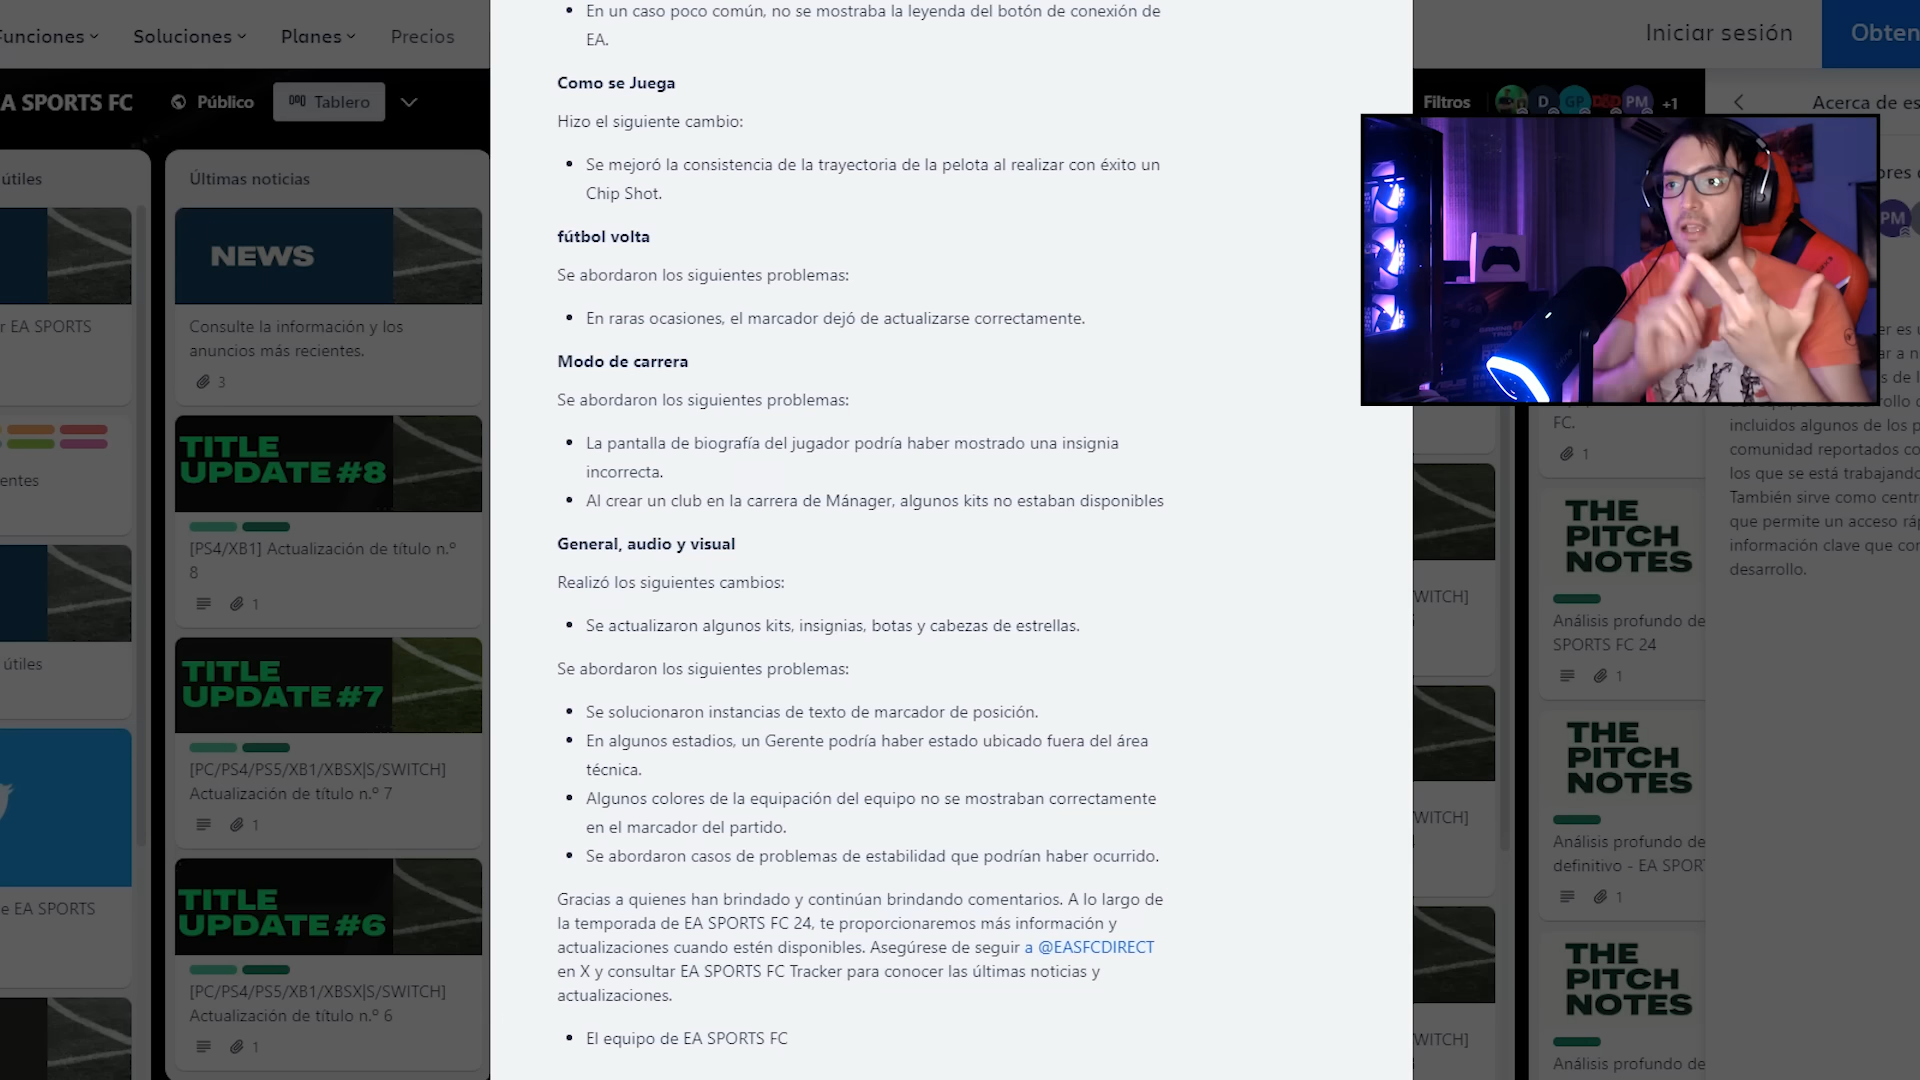 Funciones
Soluciones
Planes
Precios
Iniciar sesión
Obten
A SPORTS FC
Público
Tablero
Filtros
D
GP
D&D
PM
+1
Acerca de es
útiles
r EA SPORTS
entes
útiles
e EA SPORTS
Últimas noticias
NEWS
Consulte la información y los
anuncios más recientes.
3
TITLE
UPDATE #8
[PS4/XB1] Actualización de título n.º
8
1
TITLE
UPDATE #7
[PC/PS4/PS5/XB1/XBSX|S/SWITCH]
Actualización de título n.º 7
1
TITLE
UPDATE #6
[PC/PS4/PS5/XB1/XBSX|S/SWITCH]
Actualización de título n.º 6
1
En un caso poco común, no se mostraba la leyenda del botón de conexión de
EA.
Como se Juega
Hizo el siguiente cambio:
Se mejoró la consistencia de la trayectoria de la pelota al realizar con éxito un
Chip Shot.
fútbol volta
Se abordaron los siguientes problemas:
En raras ocasiones, el marcador dejó de actualizarse correctamente.
Modo de carrera
Se abordaron los siguientes problemas:
La pantalla de biografía del jugador podría haber mostrado una insignia
incorrecta.
Al crear un club en la carrera de Mánager, algunos kits no estaban disponibles
General, audio y visual
Realizó los siguientes cambios:
Se actualizaron algunos kits, insignias, botas y cabezas de estrellas.
Se abordaron los siguientes problemas:
Se solucionaron instancias de texto de marcador de posición.
En algunos estadios, un Gerente podría haber estado ubicado fuera del área
técnica.
Algunos colores de la equipación del equipo no se mostraban correctamente
en el marcador del partido.
Se abordaron casos de problemas de estabilidad que podrían haber ocurrido.
Gracias a quienes han brindado y continúan brindando comentarios. A lo largo de
la temporada de EA SPORTS FC 24, te proporcionaremos más información y
actualizaciones cuando estén disponibles. Asegúrese de seguir a @EASFCDIRECT
en X y consultar EA SPORTS FC Tracker para conocer las últimas noticias y
actualizaciones.
El equipo de EA SPORTS FC
WITCH]
WITCH]
WITCH]
FC.
1
THE
PITCH
NOTES
Análisis profundo de
SPORTS FC 24
1
THE
PITCH
NOTES
Análisis profundo de
definitivo - EA SPOR
1
THE
PITCH
NOTES
Análisis profundo de
ores d
PM
er es u
ar a n
s de l
rollo d
incluidos algunos de los p
comunidad reportados co
los que se está trabajando
También sirve como centr
que permite un acceso ráp
información clave que con
desarrollo.